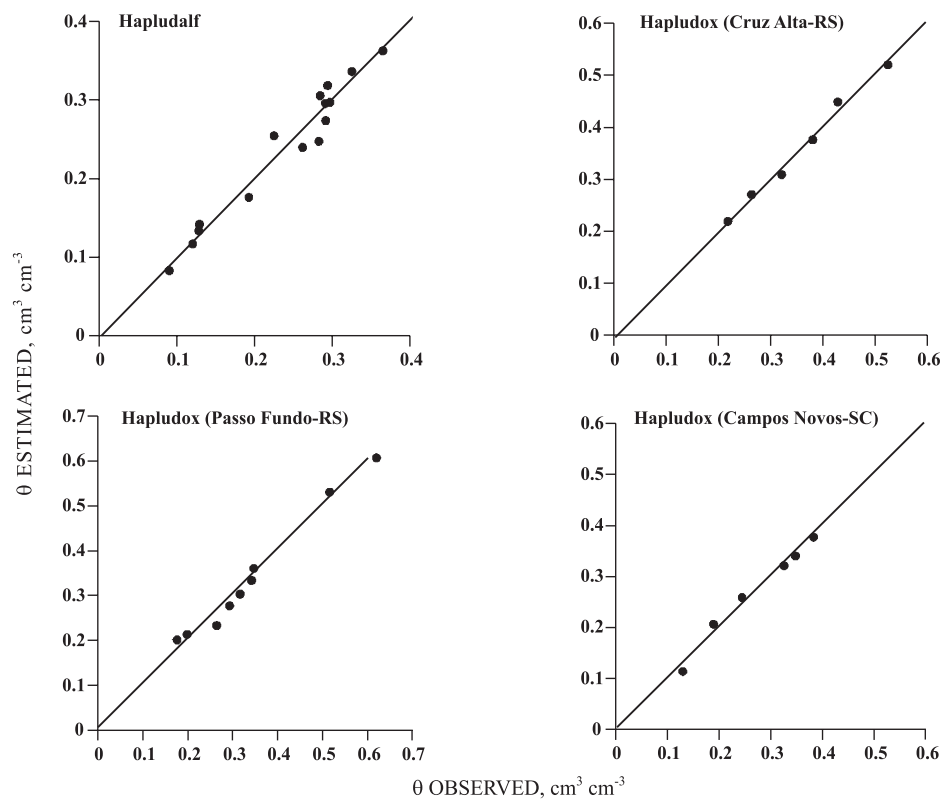 Hapludalf
0.4
0.3
0.2
0.1
0
0 0.1 0.2 0.3 0.4
Hapludox (Cruz Alta-RS)
0.6
0.5
0.4
0.3
0.2
0.1
0
0 0.1 0.2 0.3 0.4 0.5 0.6
θ ESTIMATED, cm³ cm⁻³
Hapludox (Passo Fundo-RS)
0.7
0.6
0.5
0.4
0.3
0.2
0.1
0
0 0.1 0.2 0.3 0.4 0.5 0.6 0.7
Hapludox (Campos Novos-SC)
0.6
0.5
0.4
0.3
0.2
0.1
0
0 0.1 0.2 0.3 0.4 0.5 0.6
θ OBSERVED, cm³ cm⁻³